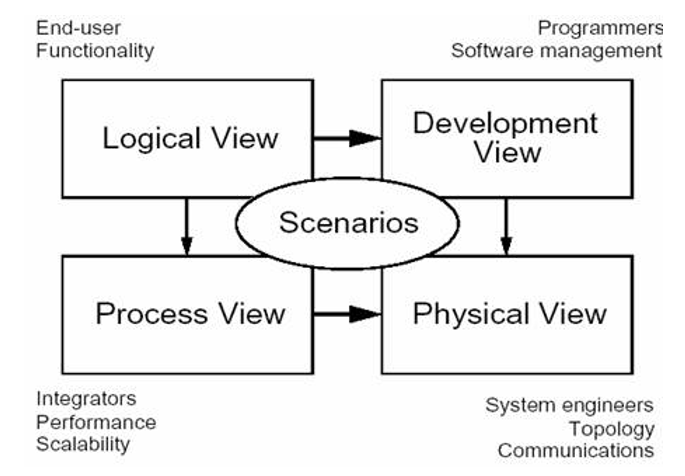 End-user
Functionality
Programmers
Software management
Logical View
Development
View
Scenarios
Process View
Physical View
Integrators
Performance
Scalability
System engineers
Topology
Communications